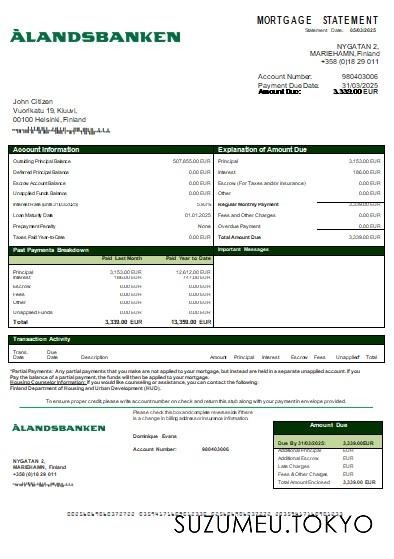 MORTGAGE STATEMENT
Statement Date: 05/03/2025
ÅLANDSBANKEN
NYGATAN 2,
MARIEHAMN, Finland
+358 (0)18 29 011
Account Number: 980403006
Payment Due Date: 31/03/2025
Amount Due: 3,339.00 EUR
John Citizen
Vuorikatu 19, Kluuvi,
00100 Helsinki, Finland
Account Information
Outstanding Principal Balance 507,855.00 EUR
Deferred Principal Balance 0.00 EUR
Escrow Account Balance 0.00 EUR
Unapplied Funds Balance 0.00 EUR
Interest Rate (until 31/03/2025)
Loan Maturity Date 01.01.2025
Prepayment Penalty None
Taxes Paid Year-to-Date 0.00 EUR
Explanation of Amount Due
Principal 3,153.00 EUR
Interest 186.00 EUR
Escrow (For Taxes and/or Insurance) 0.00 EUR
Other 0.00 EUR
Regular Monthly Payment 3,339.00 EUR
Fees and Other Charges 0.00 EUR
Overdue Payment 0.00 EUR
Total Amount Due 3,339.00 EUR
Past Payments Breakdown
Paid Last Month Paid Year to Date
Principal 3,153.00 EUR 12,612.00 EUR
Interest 186.00 EUR 747.00 EUR
Escrow 0.00 EUR 0.00 EUR
Fees 0.00 EUR 0.00 EUR
Other 0.00 EUR 0.00 EUR
Unapplied Funds 0.00 EUR 0.00 EUR
Total 3,339.00 EUR 13,359.00 EUR
Important Messages
Transaction Activity
Trans. Date Due Date Description Amount Principal Interest Escrow Fees Unapplied* Total
*Partial Payments: Any partial payments that you make are not applied to your mortgage, but instead are held in a separate unapplied account. If you
Pay the balance of a partial payment, the funds will then be applied to your mortgage.
Housing Counselor Information: If you would like counseling or assistance, you can contact the following:
Finland Department of Housing and Urban Development (HUD).
To ensure proper credit please write account number on check and return this stub along with your payment in envelope provided.
Please check this box and complete reverse side if there
is a change in billing address or insurance information
ÅLANDSBANKEN
Dominique Evans
Account Number: 980403006
NYGATAN 2,
MARIEHAMN, Finland
+358 (0)18 29 011
Amount Due
Due By 31/03/2025: 3,339.00EUR
Additional Principal EUR
Additional Escrow EUR
Late Charges EUR
Fees & Other Charges EUR
Total Amount Enclosed 3,339.00 EUR
SUZUMEU.TOKYO